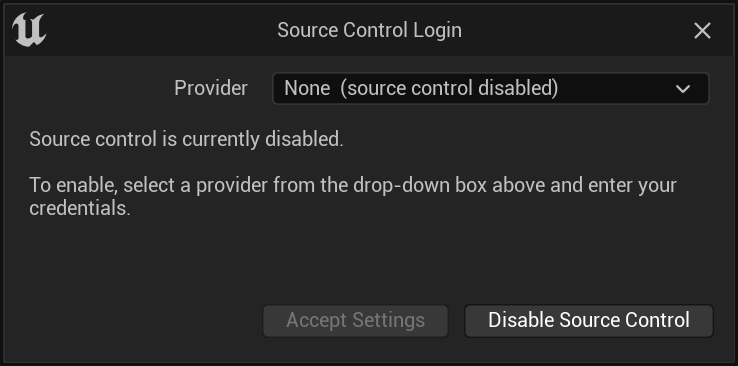 Source Control Login
Provider
None (source control disabled)
Source control is currently disabled.
To enable, select a provider from the drop-down box above and enter your
credentials.
Accept Settings
Disable Source Control